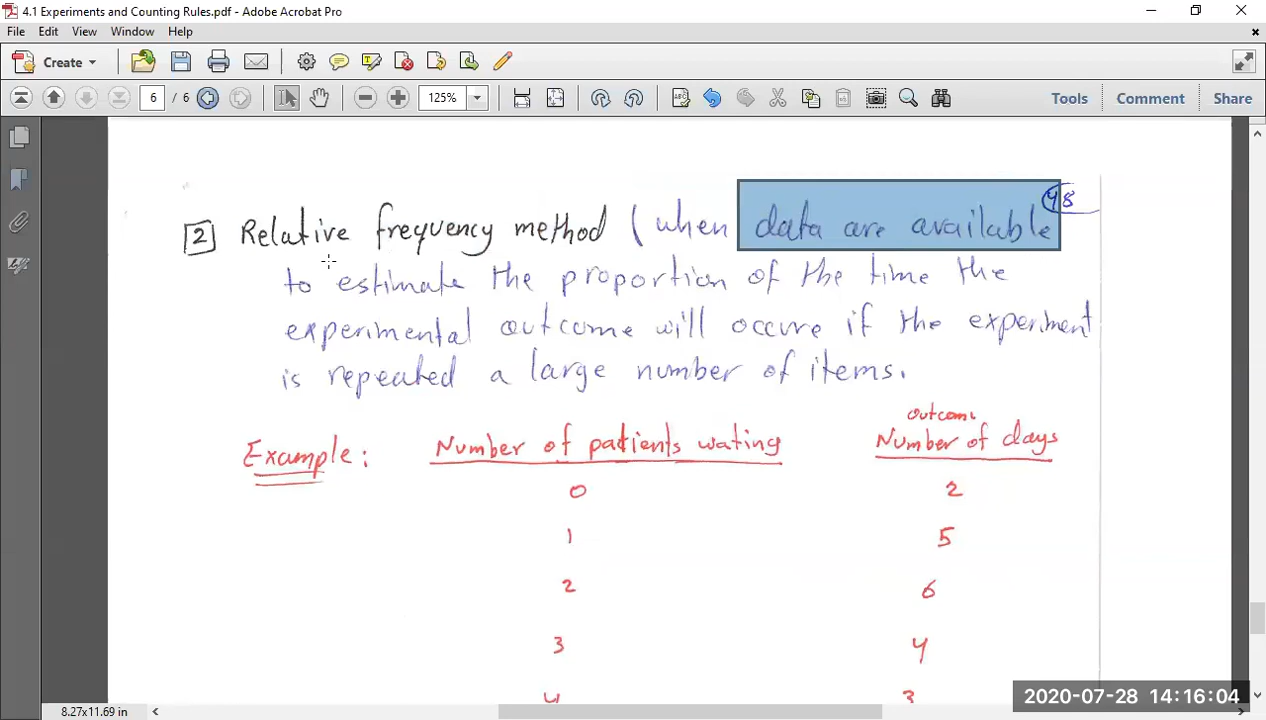 4.1 Experiments and Counting Rules.pdf - Adobe Acrobat Pro
File Edit View Window Help
Create
6 / 6 125% Tools Comment Share
48
2 Relative frequency method (when data are available
to estimate the proportion of the time the
experimental outcome will occure if the experiment
is repeated a large number of items.
outcome
Example: Number of patients wating Number of days
0 2
1 5
2 6
3 4
4 3
2020-07-28 14:16:04
8.27x11.69 in